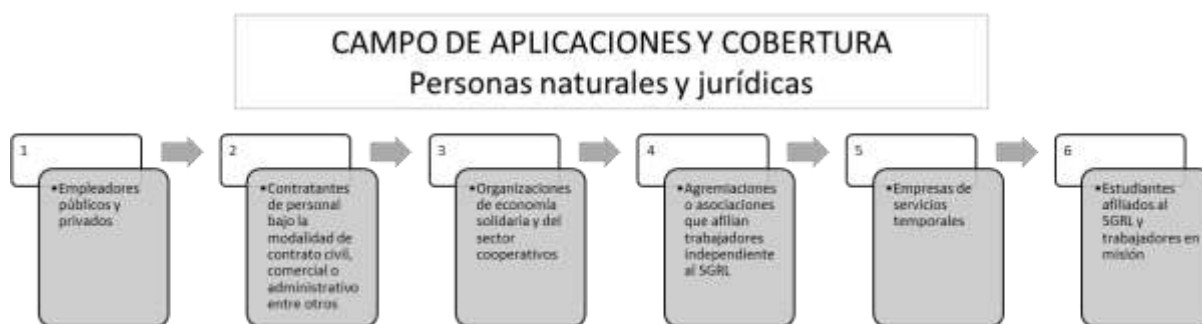 CAMPO DE APLICACIONES Y COBERTURA
Personas naturales y jurídicas
1
•Empleadores
públicos y
privados
2
•Contratantes
de personal
bajo la
modalidad de
contrato civil,
comercial o
administrativo
entre otros
3
•Organizaciones
de economía
solidaria y del
sector
cooperativos
4
•Agremiaciones
o asociaciones
que afilian
trabajadores
independiente
al SGRL
5
•Empresas de
servicios
temporales
6
•Estudiantes
afiliados al
SGRL y
trabajadores en
misión